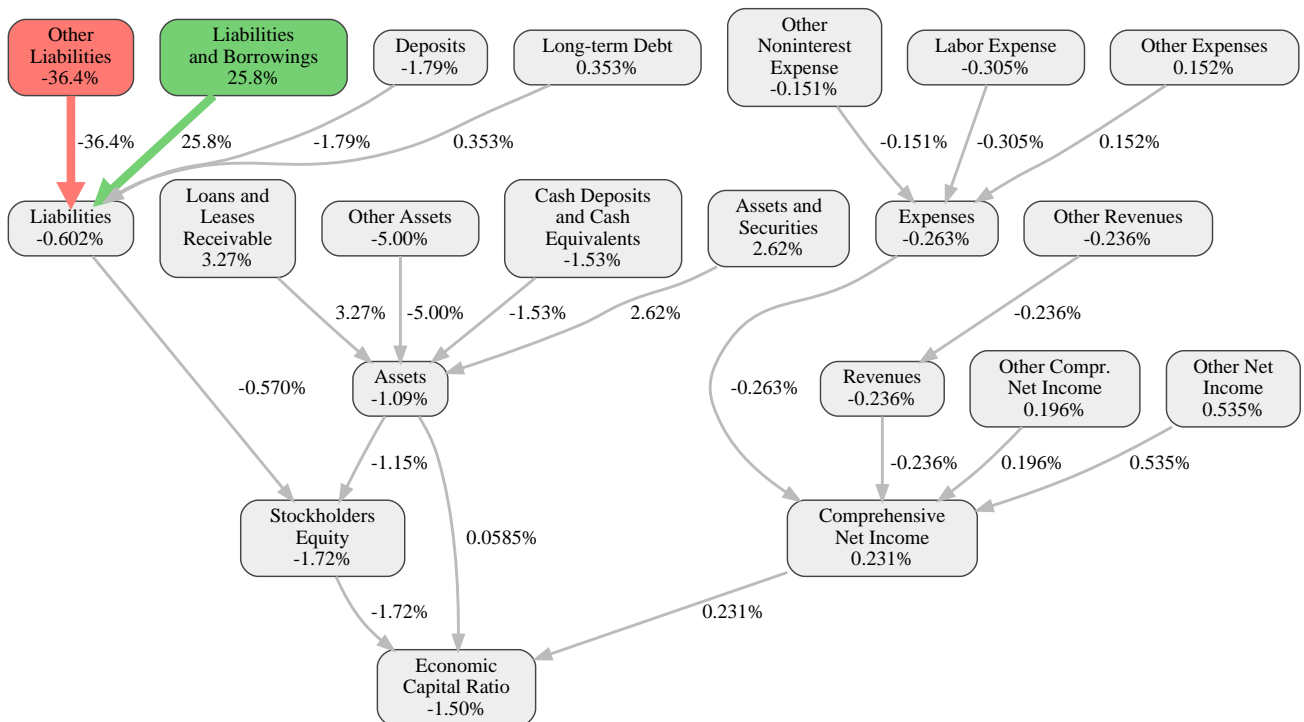 Other
Liabilities
-36.4%
Liabilities
and Borrowings
25.8%
Deposits
-1.79%
Long-term Debt
0.353%
Other
Noninterest
Expense
-0.151%
Labor Expense
-0.305%
Other Expenses
0.152%
-36.4%
25.8%
-1.79%
0.353%
-0.151%
-0.305%
0.152%
Liabilities
-0.602%
Loans and
Leases
Receivable
3.27%
Other Assets
-5.00%
Cash Deposits
and Cash
Equivalents
-1.53%
Assets and
Securities
2.62%
Expenses
-0.263%
Other Revenues
-0.236%
3.27%
-5.00%
-1.53%
2.62%
-0.236%
-0.570%
Assets
-1.09%
-0.263%
Revenues
-0.236%
Other Compr.
Net Income
0.196%
Other Net
Income
0.535%
-1.15%
-0.236%
0.196%
0.535%
Stockholders
Equity
-1.72%
0.0585%
Comprehensive
Net Income
0.231%
-1.72%
0.231%
Economic
Capital Ratio
-1.50%